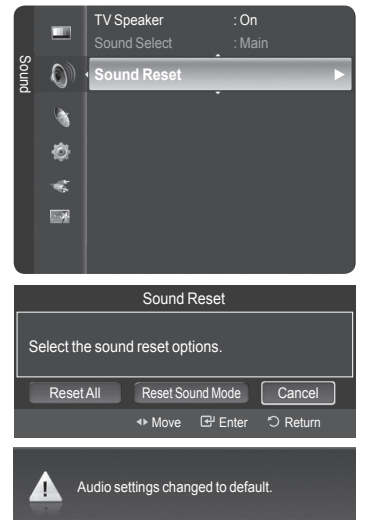 Sound
TV Speaker : On
Sound Select : Main
Sound Reset
Sound Reset
Select the sound reset options.
Reset All Reset Sound Mode Cancel
Move Enter Return
Audio settings changed to default.